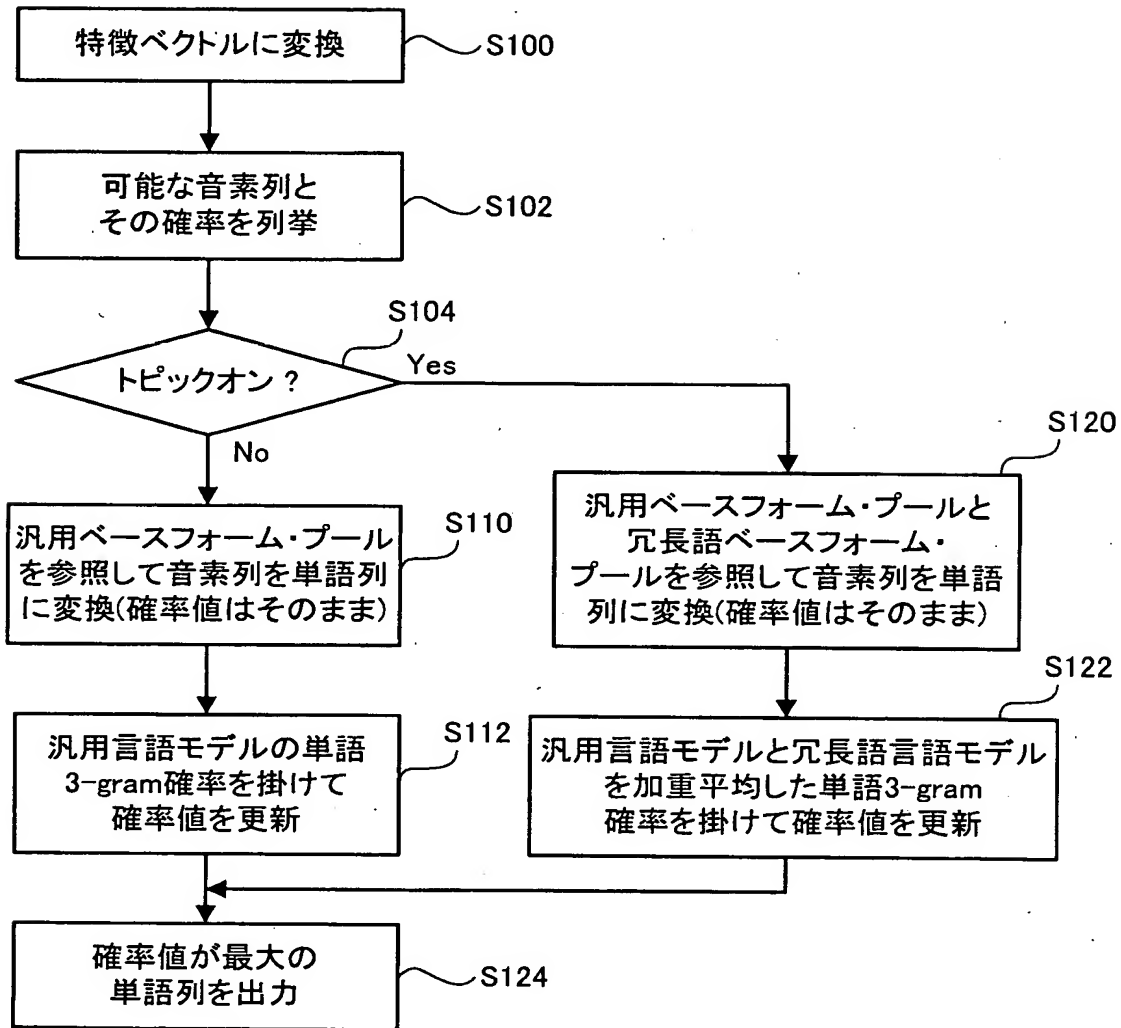 特徴ベクトルに変換
S100
可能な音素列と
その確率を列挙
S102
S104
トピックオン?
Yes
No
S110
汎用ベースフォーム・プール
を参照して音素列を単語列
に変換(確率値はそのまま)
S120
汎用ベースフォーム・プールと
冗長語ベースフォーム・
プールを参照して音素列を単語
列に変換(確率値はそのまま)
S112
汎用言語モデルの単語
3-gram確率を掛けて
確率値を更新
S122
汎用言語モデルと冗長語言語モデル
を加重平均した単語3-gram
確率を掛けて確率値を更新
確率値が最大の
単語列を出力
S124